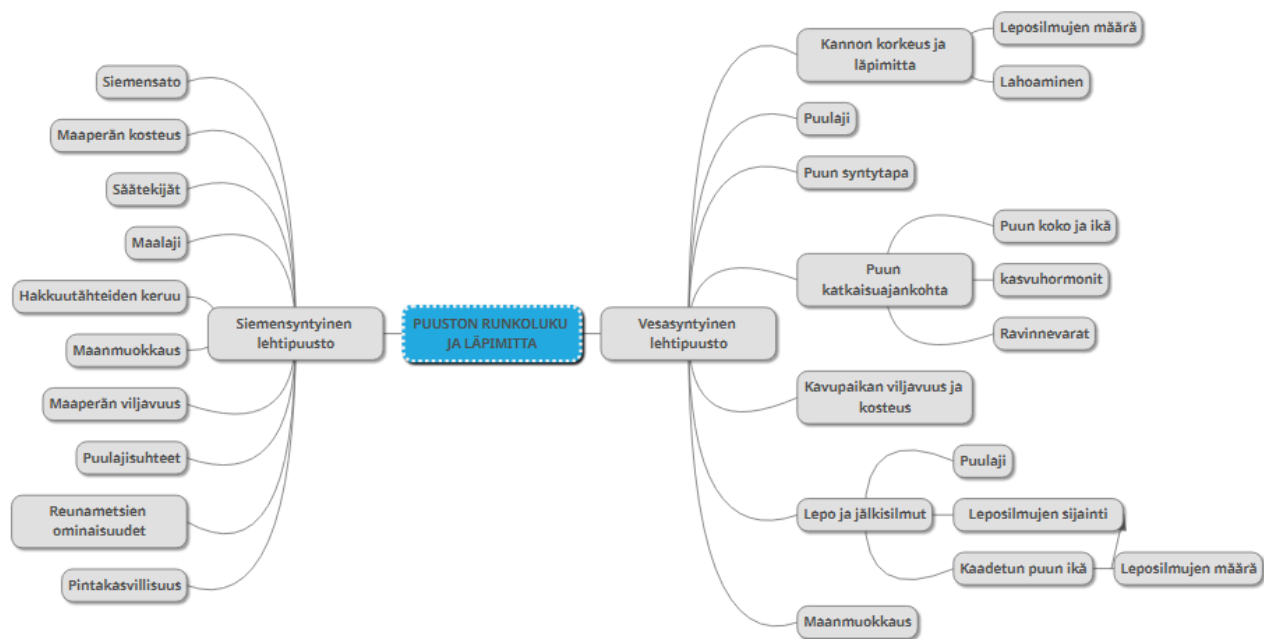 PUUSTON RUNKOLUKU
JA LÄPIMITTA
Siemensyntyinen
lehtipuusto
Siemensato
Maaperän kosteus
Säätekijät
Maalaji
Hakkuutähteiden keruu
Maanmuokkaus
Maaperän viljavuus
Puulajisuhteet
Reunametsien
ominaisuudet
Pintakasvillisuus
Vesasyntyinen
lehtipuusto
Kannon korkeus ja
läpimitta
Leposilmujen määrä
Lahoaminen
Puulaji
Puun syntytapa
Puun
katkaisuajankohta
Puun koko ja ikä
kasvuhormonit
Ravinnevarat
Kavupaikan viljavuus ja
kosteus
Lepo ja jälkisilmut
Puulaji
Leposilmujen sijainti
Kaadetun puun ikä
Leposilmujen määrä
Maanmuokkaus